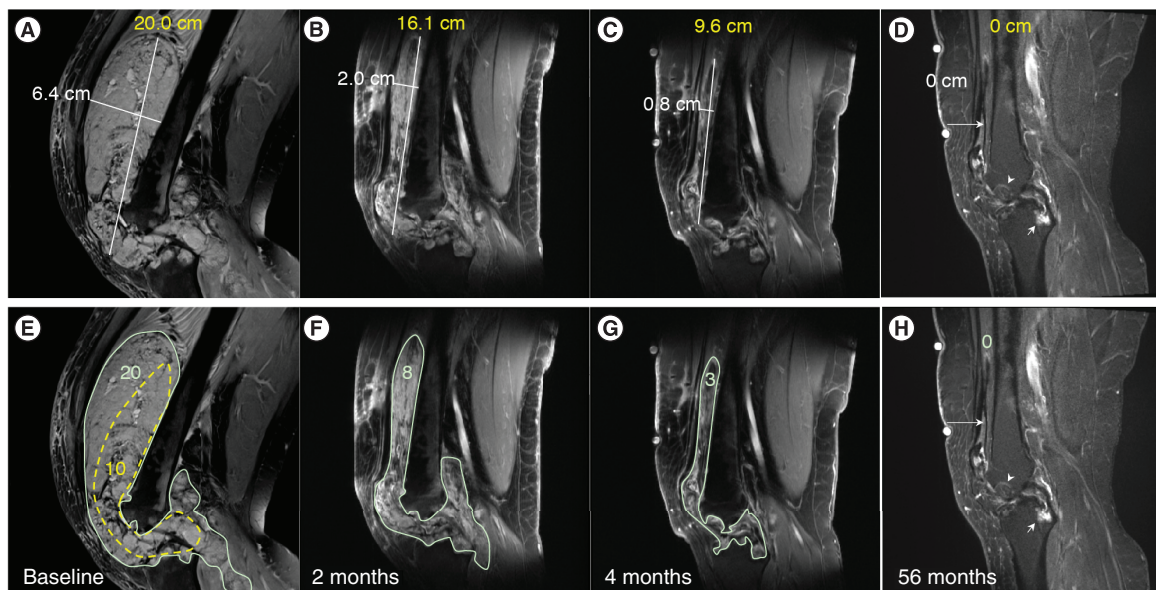 A
20.0 cm
6.4 cm
B
16.1 cm
2.0 cm
C
9.6 cm
0.8 cm
D
0 cm
0 cm
E
20
10
Baseline
F
8
2 months
G
3
4 months
H
0
56 months